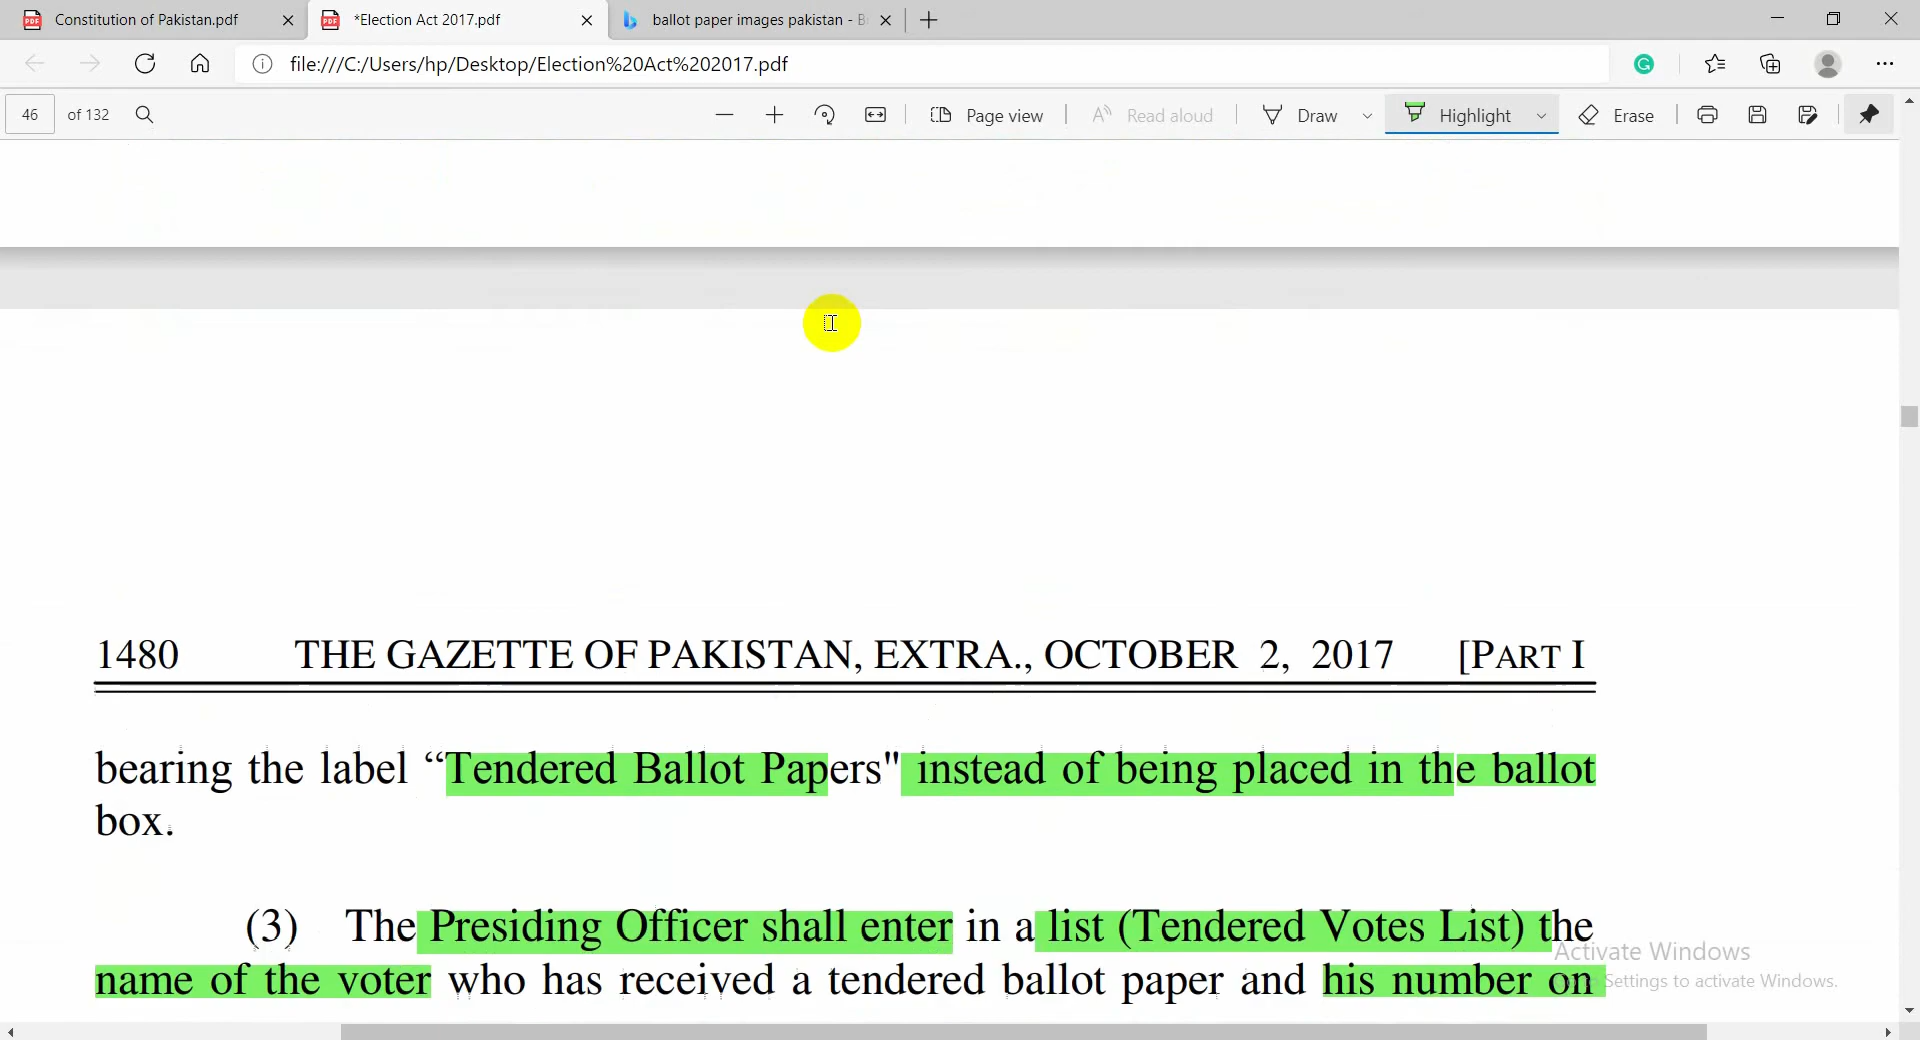 Constitution of Pakistan.pdf
*Election Act 2017.pdf
ballot paper images pakistan - B
file:///C:/Users/hp/Desktop/Election%20Act%202017.pdf
46 of 132
Page view
Read aloud
Draw
Highlight
Erase
1480 THE GAZETTE OF PAKISTAN, EXTRA., OCTOBER 2, 2017 [PART I
bearing the label “Tendered Ballot Papers" instead of being placed in the ballot
box.
(3) The Presiding Officer shall enter in a list (Tendered Votes List) the
name of the voter who has received a tendered ballot paper and his number on
Activate Windows
Settings to activate Windows.